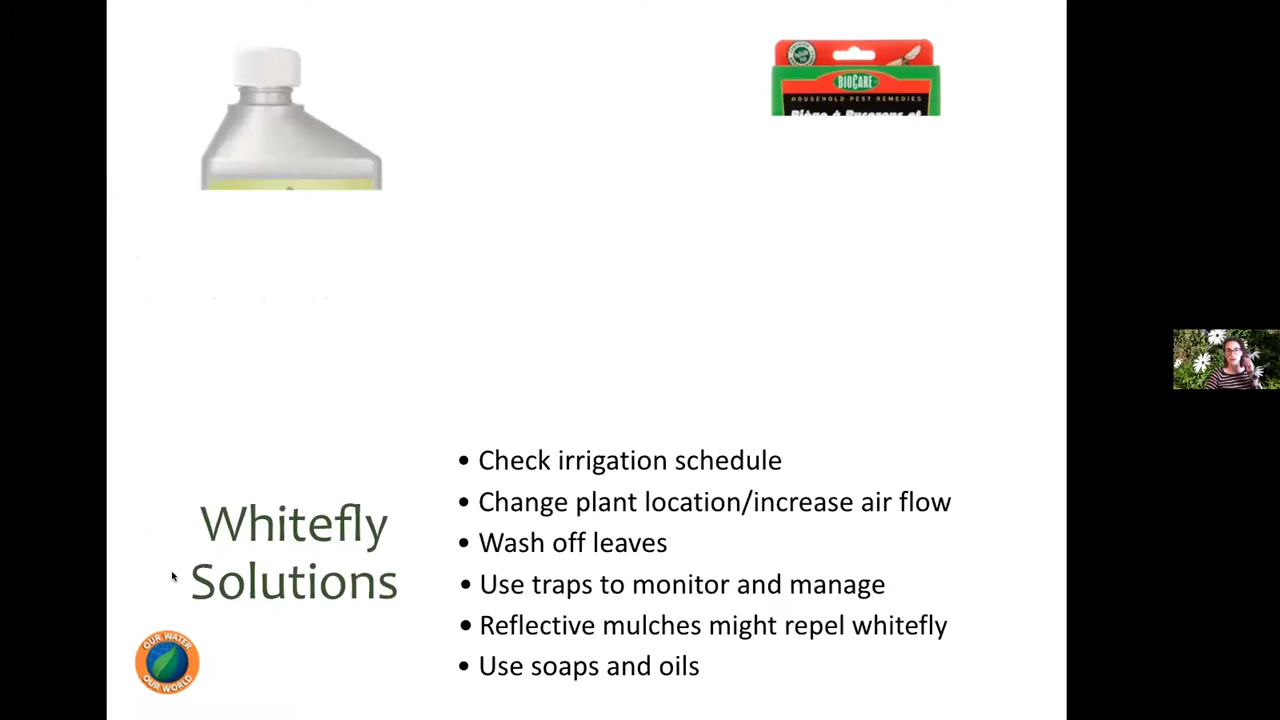 BIOCARE
HOUSEHOLD PEST REMEDIES
Whitefly
Solutions
• Check irrigation schedule
• Change plant location/increase air flow
• Wash off leaves
• Use traps to monitor and manage
• Reflective mulches might repel whitefly
• Use soaps and oils
OUR WATER
OUR WORLD